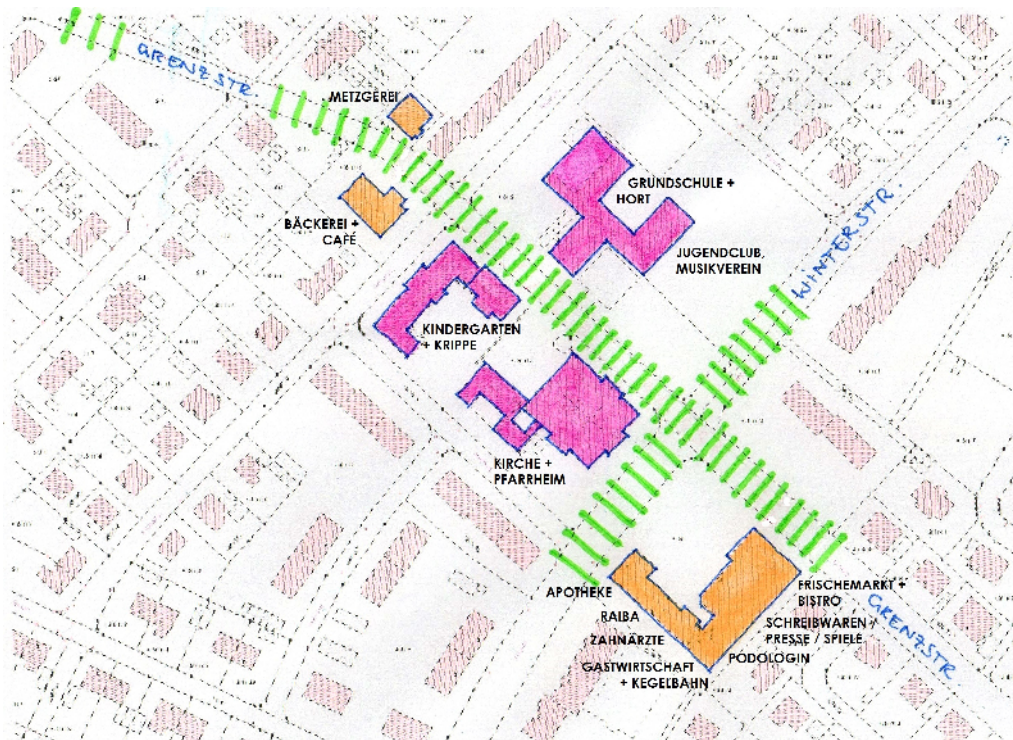 GRENZSTR.
METZGEREI
GRUNDSCHULE +
HORT
BÄCKEREI +
CAFÉ
JUGENDCLUB,
MUSIKVEREIN
WINTERSTR.
KINDERGARTEN
+ KRIPPE
KIRCHE +
PFARRHEIM
APOTHEKE
RAIBA
ZAHNÄRZTE
GASTWIRTSCHAFT
+ KEGELBAHN
FRISCHEMARKT +
BISTRO
SCHREIBWAREN /
PRESSE / SPIELE
PODOLOGIN
GRENZSTR